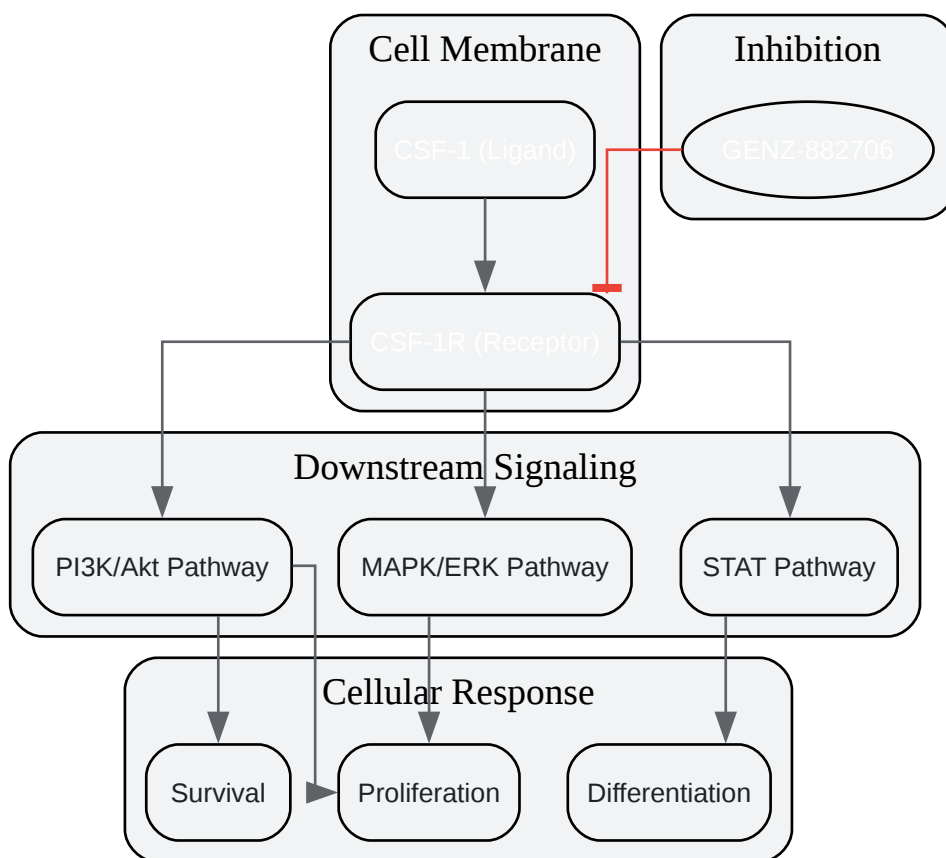 Cell Membrane
Inhibition
CSF-1 (Ligand)
GENZ-882706
CSF-1R (Receptor)
Downstream Signaling
PI3K/Akt Pathway
MAPK/ERK Pathway
STAT Pathway
Cellular Response
Survival
Proliferation
Differentiation